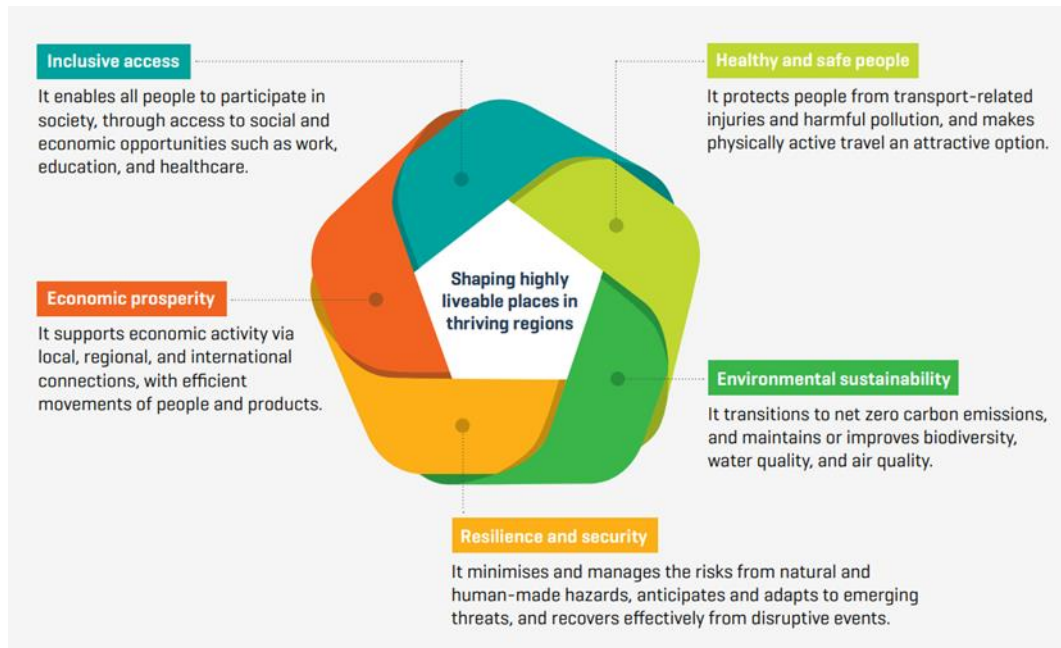 Inclusive access
It enables all people to participate in
society, through access to social and
economic opportunities such as work,
education, and healthcare.
Healthy and safe people
It protects people from transport-related
injuries and harmful pollution, and makes
physically active travel an attractive option.
Shaping highly
liveable places in
thriving regions
Economic prosperity
It supports economic activity via
local, regional, and international
connections, with efficient
movements of people and products.
Environmental sustainability
It transitions to net zero carbon emissions,
and maintains or improves biodiversity,
water quality, and air quality.
Resilience and security
It minimises and manages the risks from natural and
human-made hazards, anticipates and adapts to emerging
threats, and recovers effectively from disruptive events.